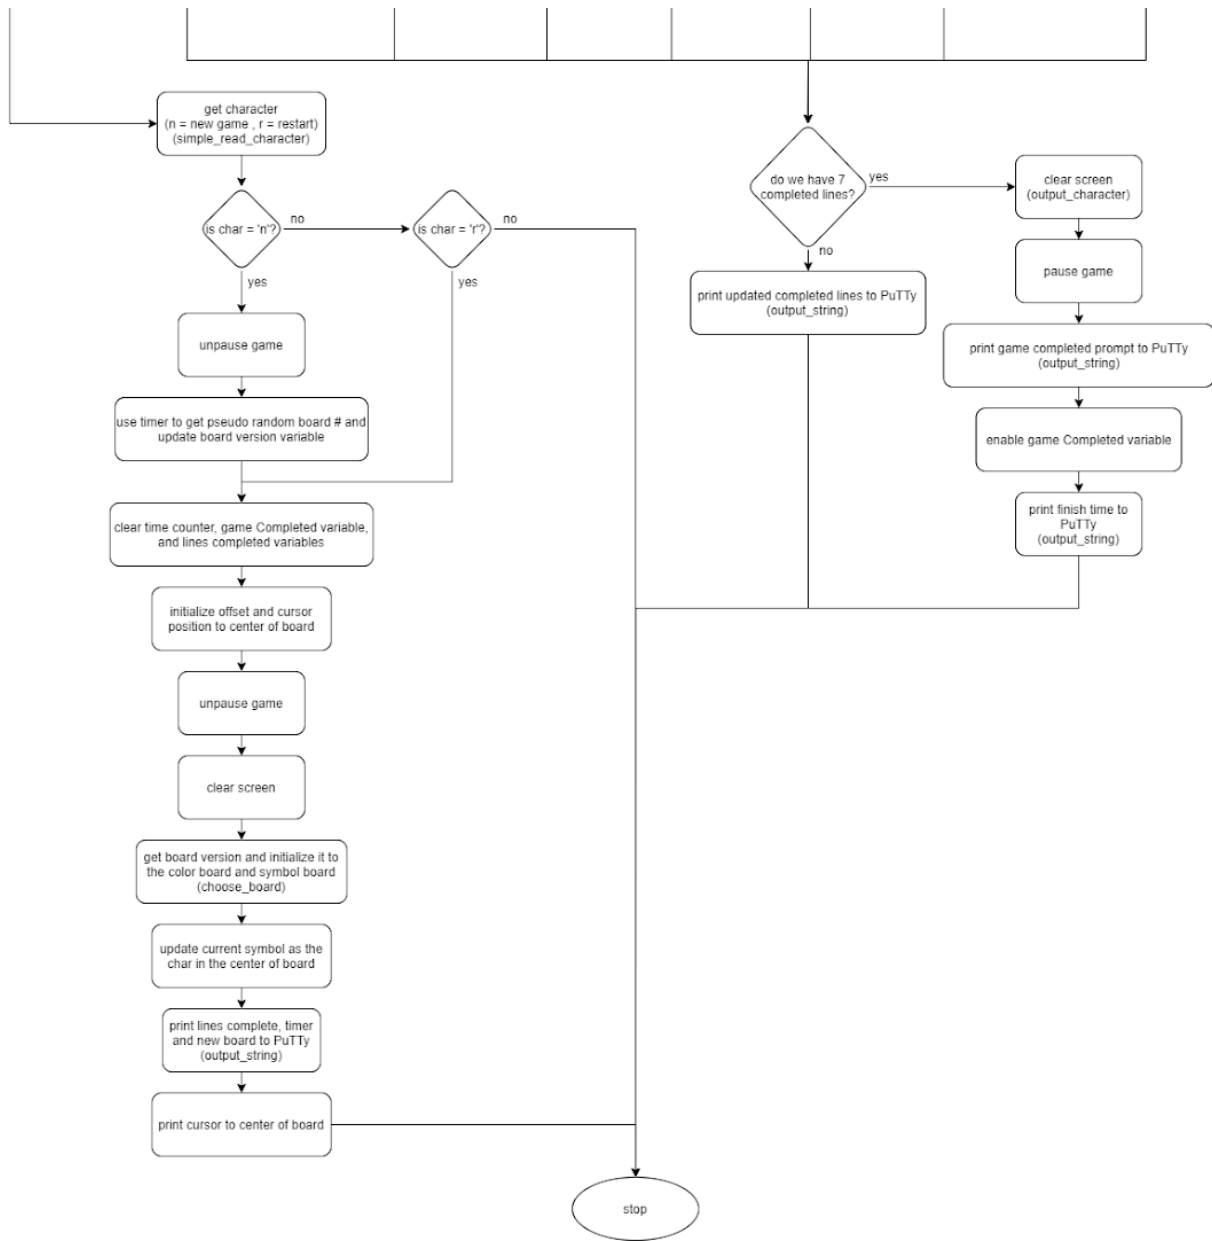 get character
(n = new game , r = restart)
(simple_read_character)
is char = 'n'?
no
is char = 'r'?
no
yes
yes
unpause game
use timer to get pseudo random board # and
update board version variable
clear time counter, game Completed variable,
and lines completed variables
initialize offset and cursor
position to center of board
unpause game
clear screen
get board version and initialize it to
the color board and symbol board
(choose_board)
update current symbol as the
char in the center of board
print lines complete, timer
and new board to PuTTy
(output_string)
print cursor to center of board
do we have 7
completed lines?
yes
no
print updated completed lines to PuTTy
(output_string)
clear screen
(output_character)
pause game
print game completed prompt to PuTTy
(output_string)
enable game Completed variable
print finish time to
PuTTy
(output_string)
stop